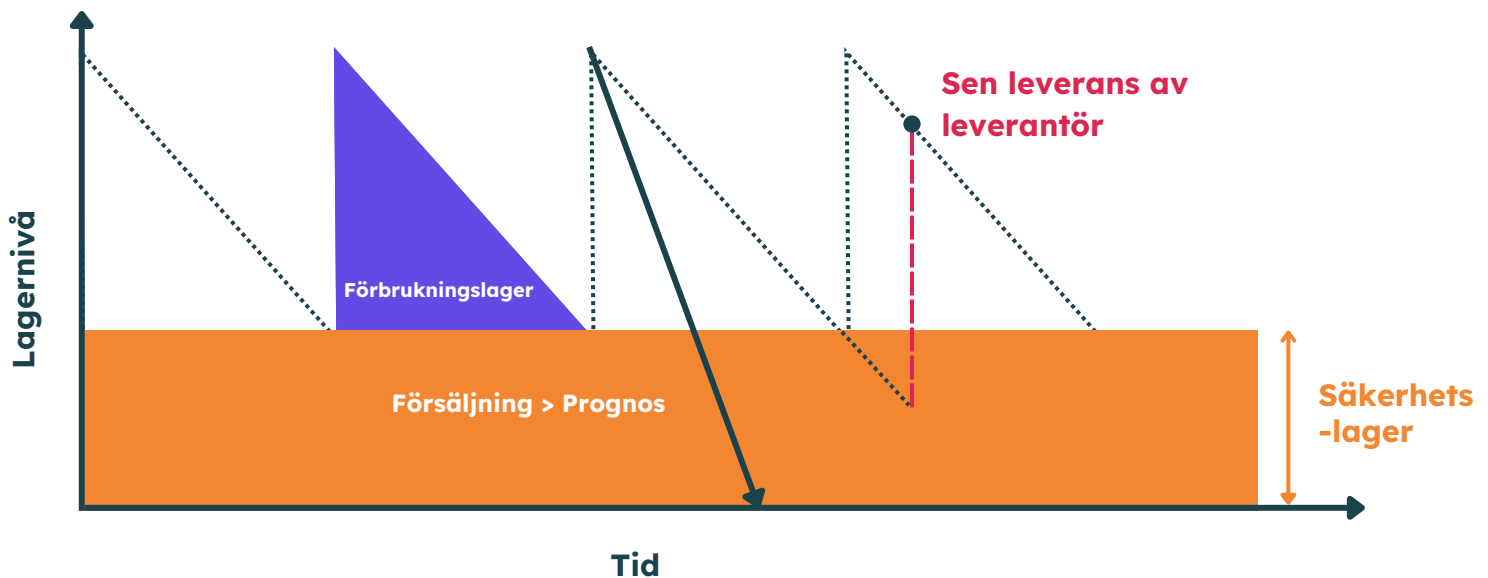 Sen leverans av
leverantör
Lagernivå
Förbrukningslager
Försäljning > Prognos
Säkerhets
-lager
Tid